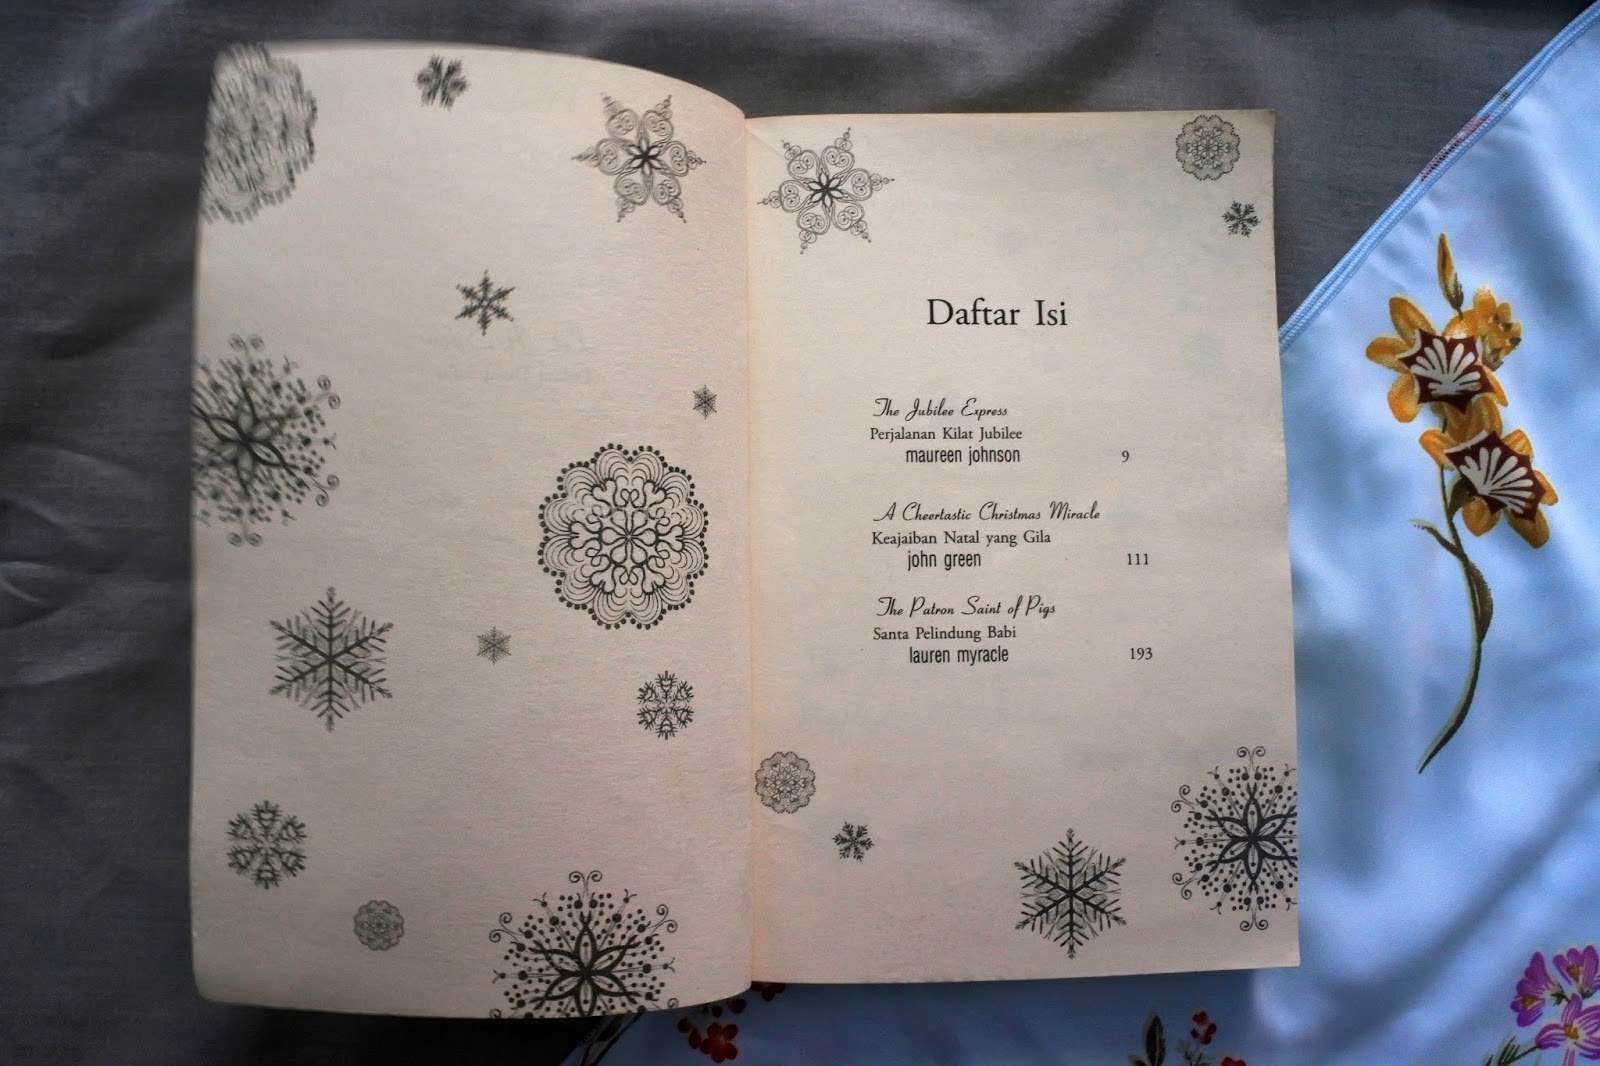 Daftar Isi
The Jubilee Express
Perjalanan Kilat Jubilee
maureen johnson 9
A Cheertastic Christmas Miracle
Keajaiban Natal yang Gila
john green 111
The Patron Saint of Pigs
Santa Pelindung Babi
lauren myracle 193